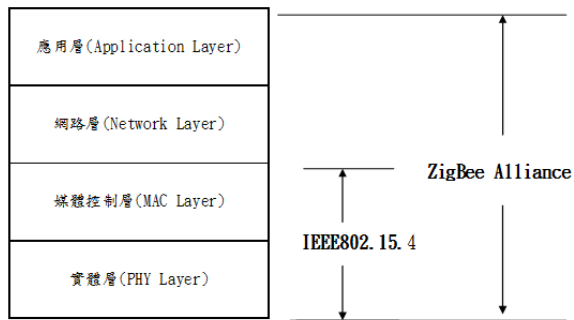 應用層(Application Layer)
網路層(Network Layer)
媒體控制層(MAC Layer)
實體層(PHY Layer)
IEEE802.15.4
ZigBee Alliance